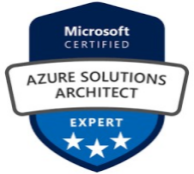 Microsoft
CERTIFIED
AZURE SOLUTIONS
ARCHITECT
EXPERT